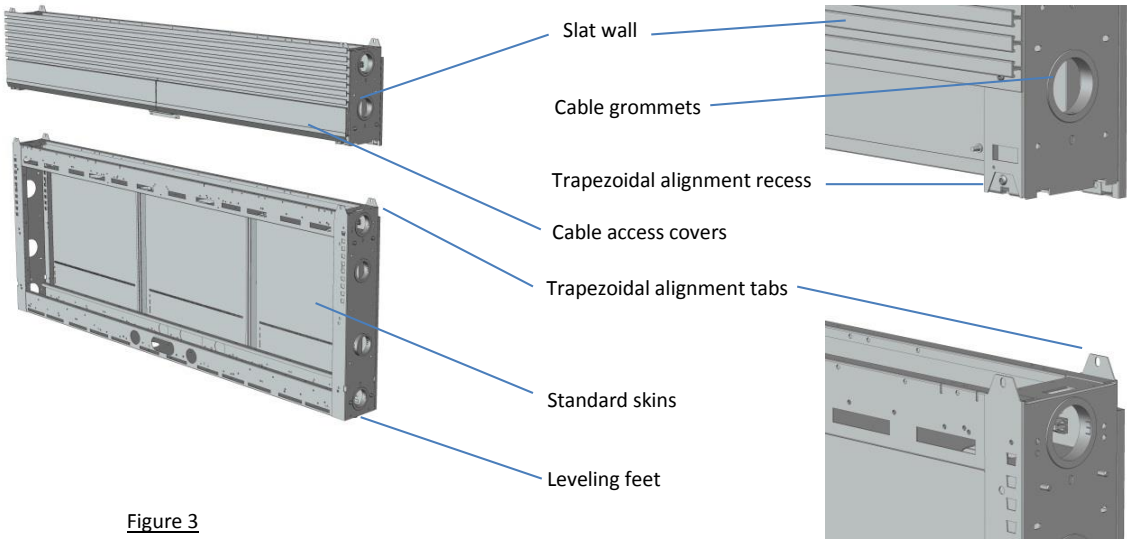 Slat wall
Cable grommets
Trapezoidal alignment recess
Cable access covers
Trapezoidal alignment tabs
Standard skins
Leveling feet
Figure 3